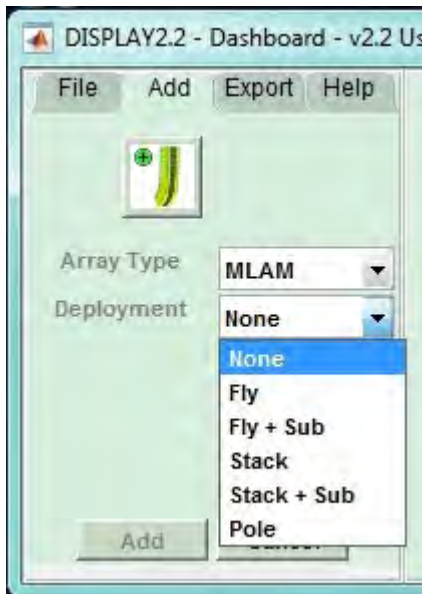 DISPLAY2.2 - Dashboard - v2.2 Us
File Add Export Help
Array Type MLAM
Deployment None
None
Fly
Fly + Sub
Stack
Stack + Sub
Pole
Add